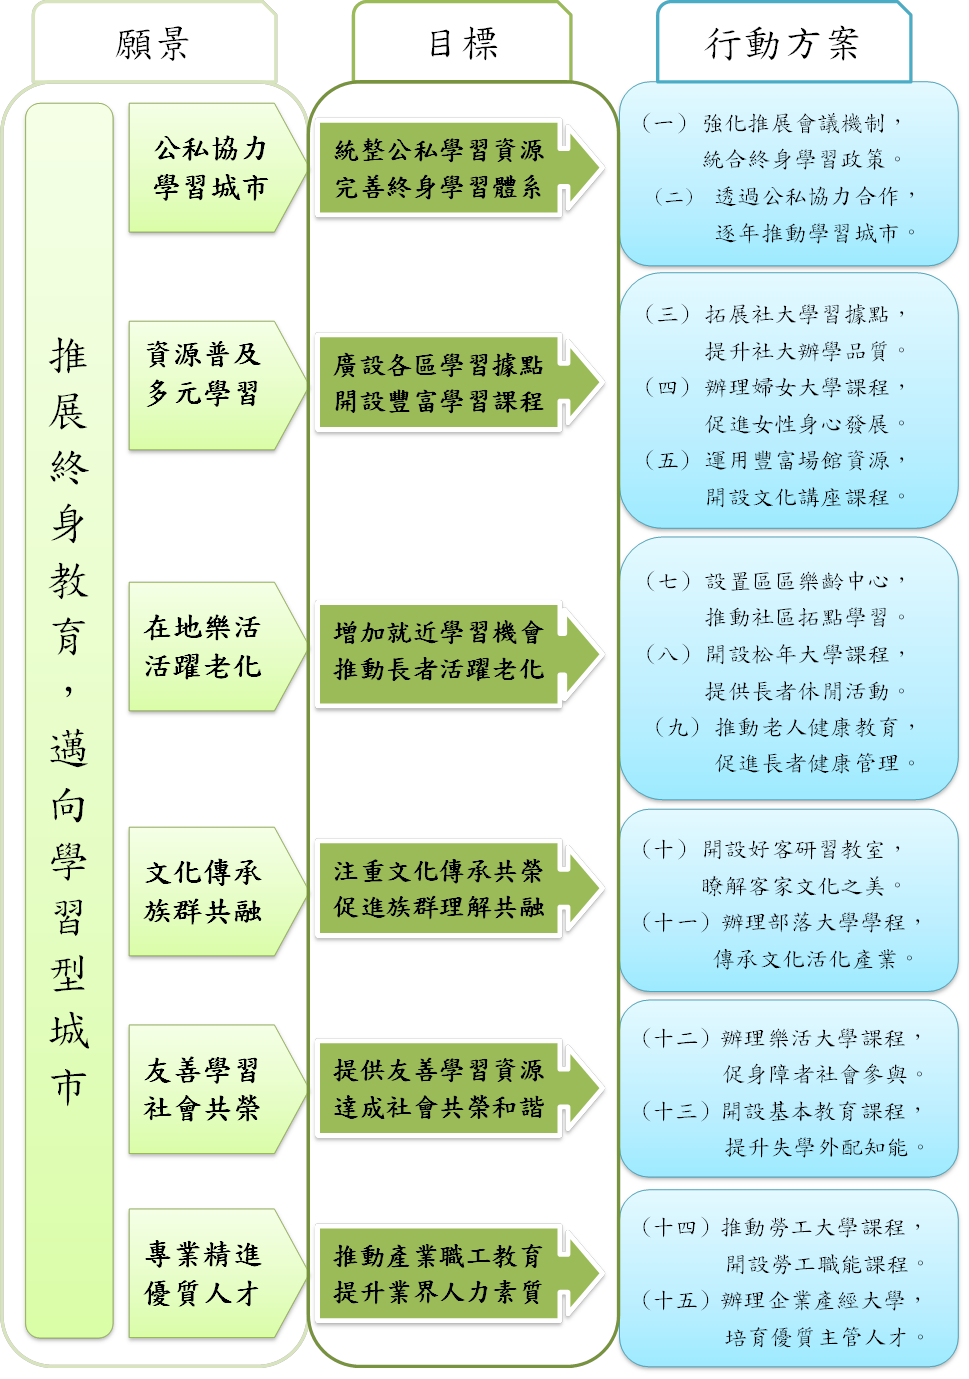 願景
目標
行動方案
推展終身教育，邁向學習型城市
公私協力
學習城市
統整公私學習資源
完善終身學習體系
（一）強化推展會議機制，
統合終身學習政策。
（二）透過公私協力合作，
逐年推動學習城市。
資源普及
多元學習
廣設各區學習據點
開設豐富學習課程
（三）拓展社大學習據點，
提升社大辦學品質。
（四）辦理婦女大學課程，
促進女性身心發展。
（五）運用豐富場館資源，
開設文化講座課程。
在地樂活
活躍老化
增加就近學習機會
推動長者活躍老化
（七）設置區區樂齡中心，
推動社區拓點學習。
（八）開設松年大學課程，
提供長者休閒活動。
（九）推動老人健康教育，
促進長者健康管理。
文化傳承
族群共融
注重文化傳承共榮
促進族群理解共融
（十）開設好客研習教室，
瞭解客家文化之美。
（十一）辦理部落大學學程，
傳承文化活化產業。
友善學習
社會共榮
提供友善學習資源
達成社會共榮和諧
（十二）辦理樂活大學課程，
促身障者社會參與。
（十三）開設基本教育課程，
提升失學外配知能。
專業精進
優質人才
推動產業職工教育
提升業界人力素質
（十四）推動勞工大學課程，
開設勞工職能課程。
（十五）辦理企業產經大學，
培育優質主管人才。